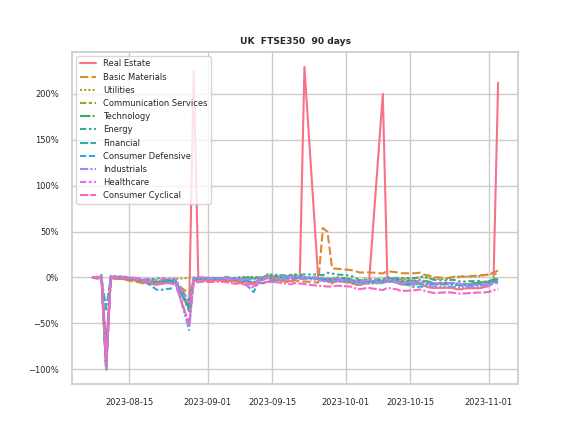 UK FTSE350 90 days
Real Estate
Basic Materials
Utilities
Communication Services
Technology
Energy
Financial
Consumer Defensive
Industrials
Healthcare
Consumer Cyclical
200%
150%
100%
50%
0%
−50%
−100%
2023-08-15 2023-09-01 2023-09-15 2023-10-01 2023-10-15 2023-11-01